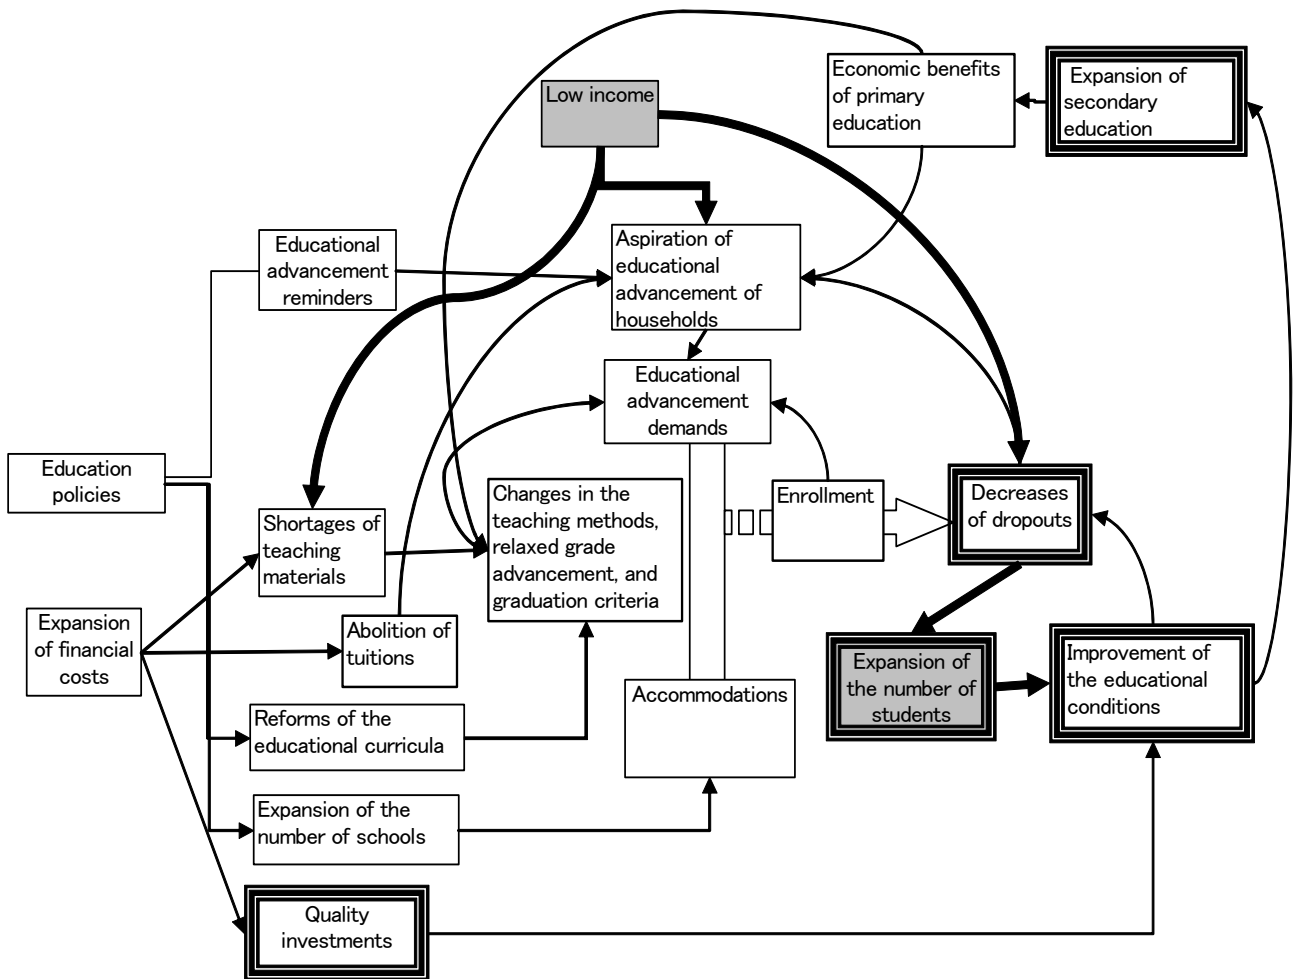 Low income
Economic benefits
of primary
education
Expansion of
secondary
education
Educational
advancement
reminders
Aspiration of
educational
advancement of
households
Educational
advancement
demands
Education
policies
Shortages of
teaching
materials
Changes in the
teaching methods,
relaxed grade
advancement, and
graduation criteria
Enrollment
Decreases
of dropouts
Expansion
of financial
costs
Abolition of
tuitions
Reforms of the
educational curricula
Accommodations
Expansion of
the number of
students
Improvement of
the educational
conditions
Expansion of the
number of schools
Quality
investments